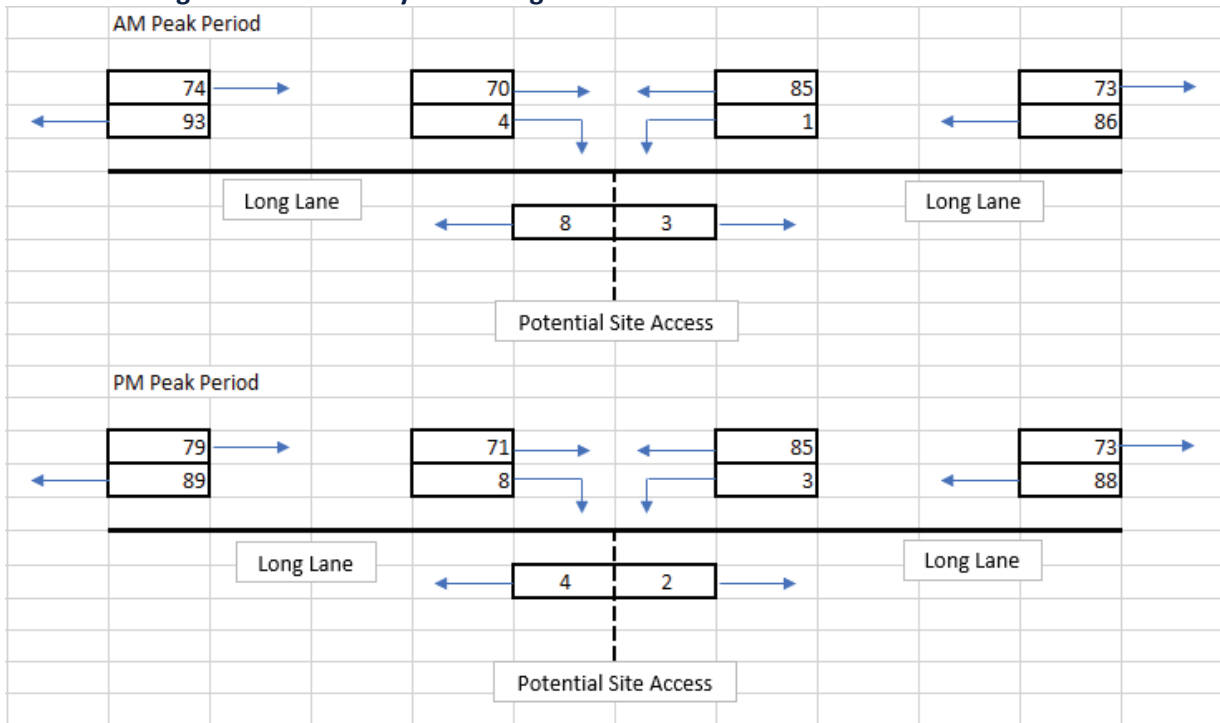 AM Peak Period
74 70 85 73
93 4 1 86
Long Lane Long Lane
8 3
Potential Site Access
PM Peak Period
79 71 85 73
89 8 3 88
Long Lane Long Lane
4 2
Potential Site Access